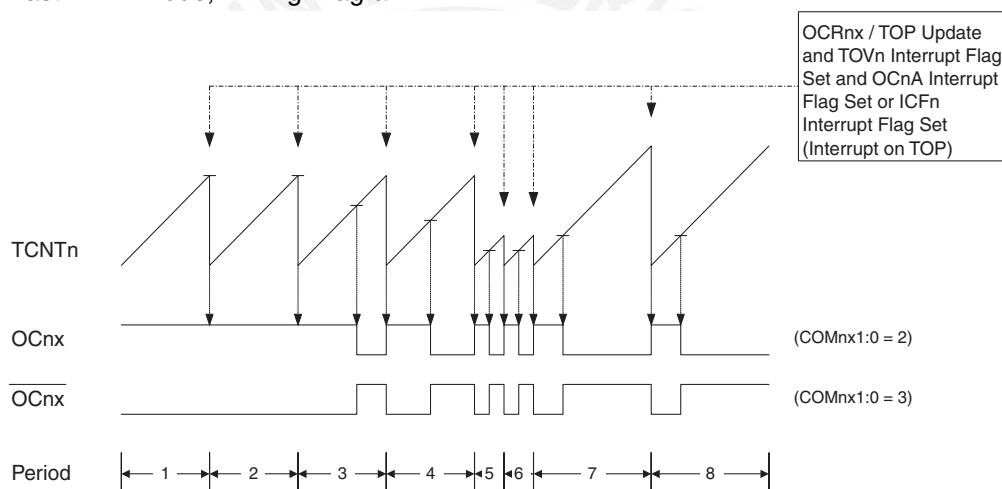 OCRnx / TOP Update
and TOVn Interrupt Flag
Set and OCnA Interrupt
Flag Set or ICFn
Interrupt Flag Set
(Interrupt on TOP)
TCNTn
OCnx
(COMnx1:0 = 2)
OCnx
(COMnx1:0 = 3)
Period
1 2 3 4 5 6 7 8